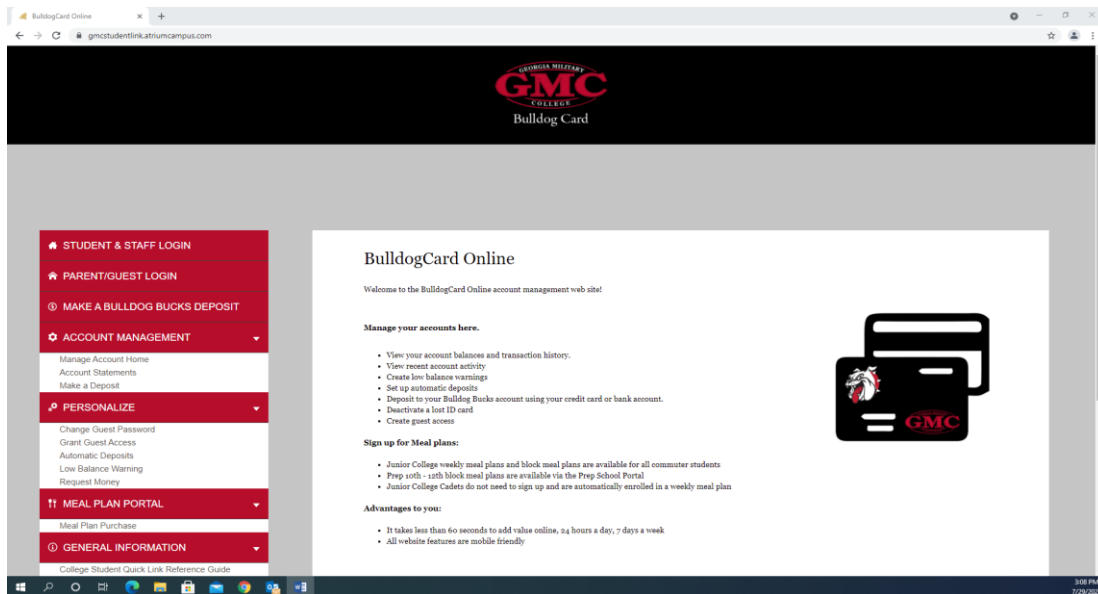 BulldogCard Online
gmcstudentlink.atriumcampus.com
GEORGIA MILITARY
GMC
COLLEGE
Bulldog Card
STUDENT & STAFF LOGIN
PARENT/GUEST LOGIN
MAKE A BULLDOG BUCKS DEPOSIT
ACCOUNT MANAGEMENT
Manage Account Home
Account Statements
Make a Deposit
PERSONALIZE
Change Guest Password
Grant Guest Access
Automatic Deposits
Low Balance Warning
Request Money
MEAL PLAN PORTAL
Meal Plan Purchase
GENERAL INFORMATION
College Student Quick Link Reference Guide
BulldogCard Online
Welcome to the BulldogCard Online account management web site!
Manage your accounts here.
• View your account balances and transaction history.
• View recent account activity
• Create low balance warnings
• Set up automatic deposits
• Deposit to your Bulldog Bucks account using your credit card or bank account.
• Deactivate a lost ID card
• Create guest access
Sign up for Meal plans:
• Junior College weekly meal plans and block meal plans are available for all commuter students
• Prep 10th - 12th block meal plans are available via the Prep School Portal
• Junior College Cadets do not need to sign up and are automatically enrolled in a weekly meal plan
Advantages to you:
• It takes less than 60 seconds to add value online, 24 hours a day, 7 days a week
• All website features are mobile friendly
GMC
3:08 PM
7/29/202